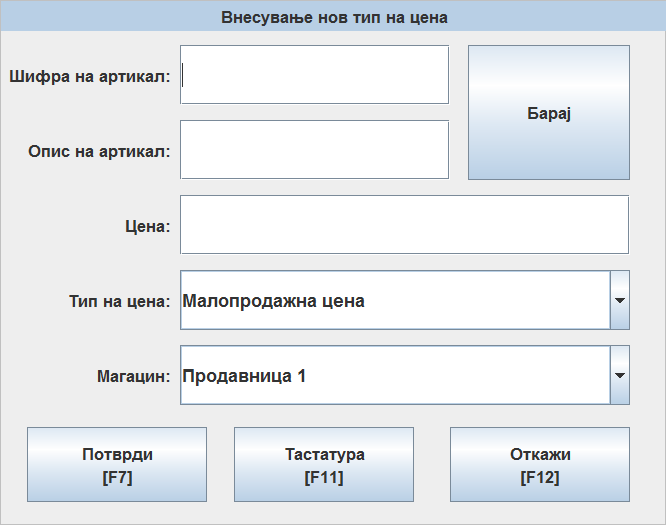 Внесување нов тип на цена
Шифра на артикал:
Барај
Опис на артикал:
Цена:
Тип на цена:
Малопродажна цена
Магацин:
Продавница 1
Потврди
[F7]
Тастатура
[F11]
Откажи
[F12]